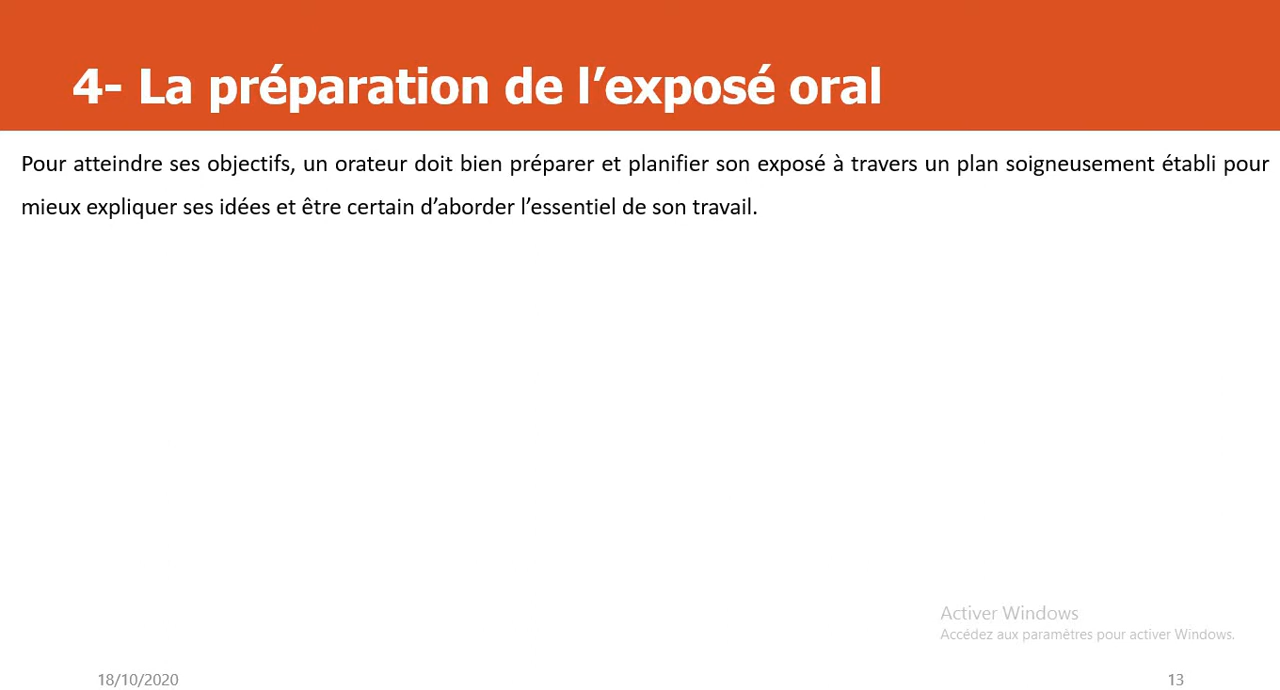 4- La préparation de l’exposé oral
Pour atteindre ses objectifs, un orateur doit bien préparer et planifier son exposé à travers un plan soigneusement établi pour
mieux expliquer ses idées et être certain d’aborder l’essentiel de son travail.
Activer Windows
Accédez aux paramètres pour activer Windows.
18/10/2020
13